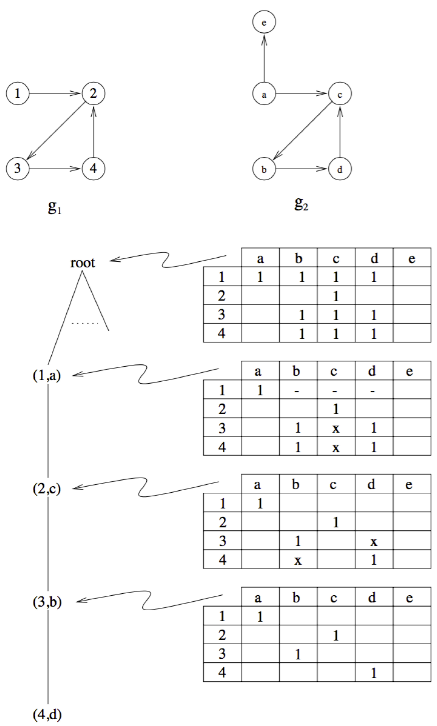 e
1 2 a c
3 4 b d
g1 g2
root
a b c d e
1 1 1 1 1
2 1
3 1 1 1
4 1 1 1
......
(1,a)
a b c d e
1 1 - - -
2 1
3 1 x 1
4 1 x 1
(2,c)
a b c d e
1 1
2 1
3 1 x
4 x 1
(3,b)
a b c d e
1 1
2 1
3 1
4 1
(4,d)